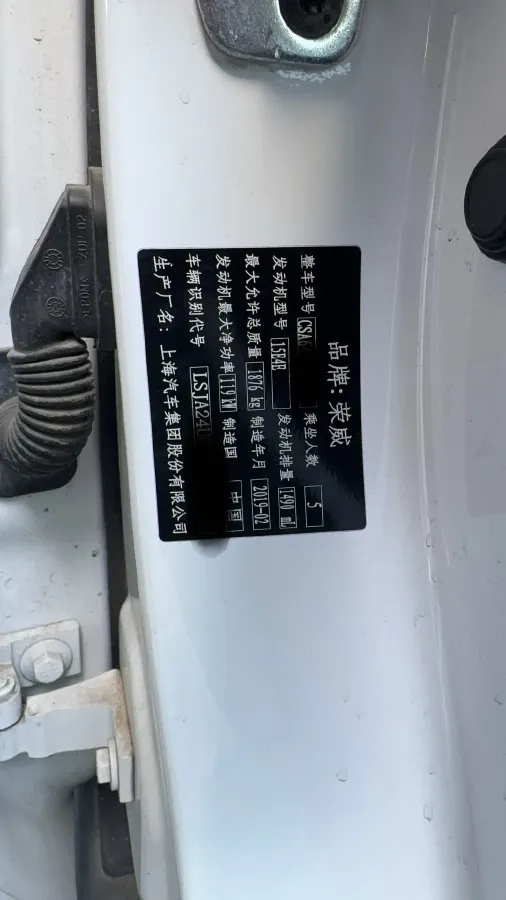 品牌:荣威
整车型号 CSA 乘坐人数 5
发动机型号 15E4E 发动机排量 1490 mL
最大允许总质量 1876 kg 制造年月 2019-02
发动机最大净功率 119 kW 制造国 中国
车辆识别代号 LSJA24U
生产厂名: 上海汽车集团股份有限公司